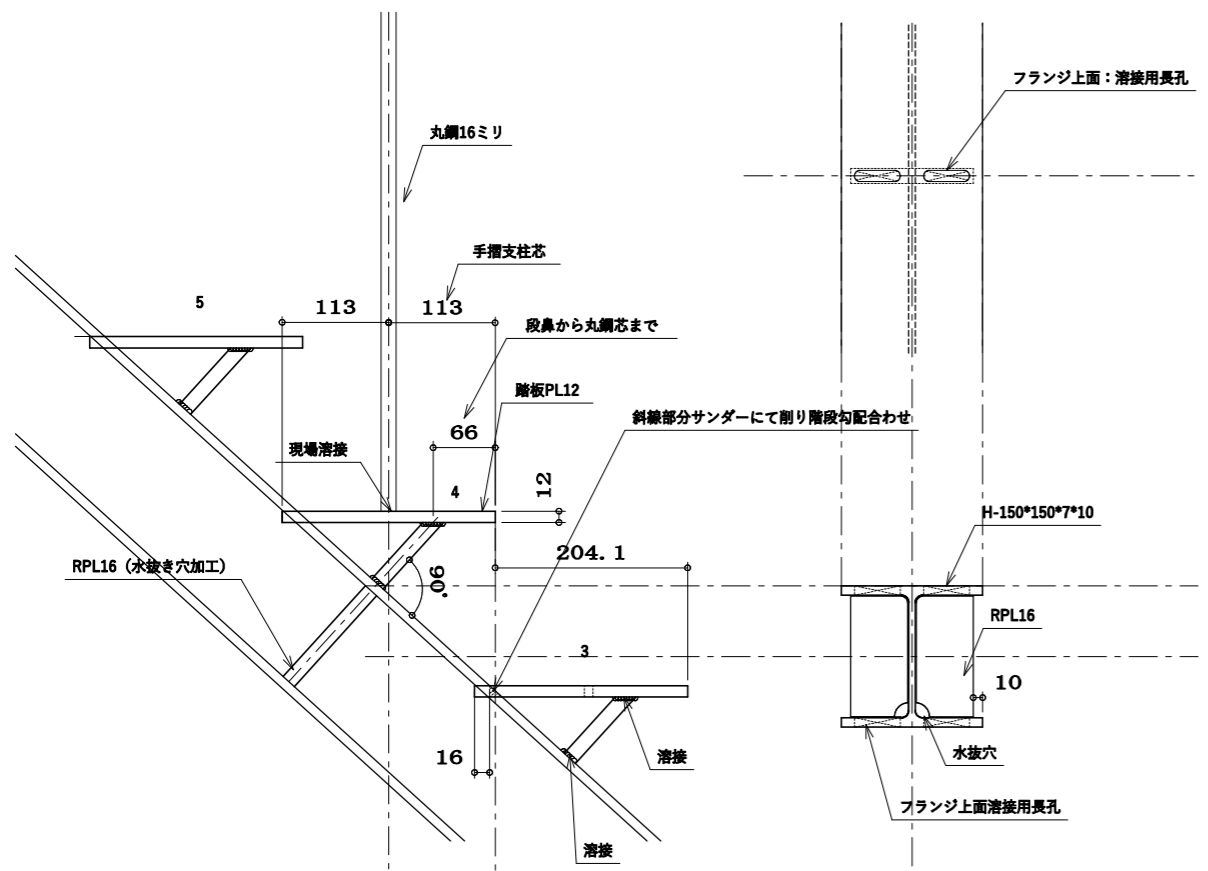 フランジ上面：溶接用長孔
丸鋼16ミリ
手摺支柱芯
5
113
113
段鼻から丸鋼芯まで
踏板PL12
斜線部分サンダーにて削り階段勾配合わせ
66
現場溶接
4
12
H-150*150*7*10
204.1
RPL16（水抜き穴加工）
90°
RPL16
3
10
16
溶接
水抜穴
フランジ上面溶接用長孔
溶接